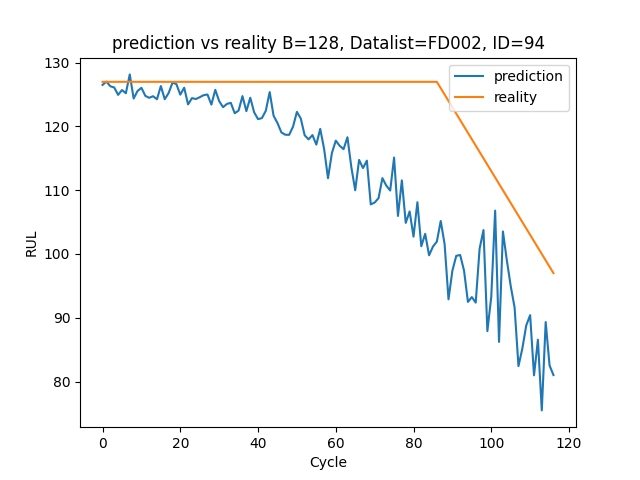 prediction vs reality B=128, Datalist=FD002, ID=94
130
120
110
100
90
80
RUL
prediction
reality
0 20 40 60 80 100 120
Cycle